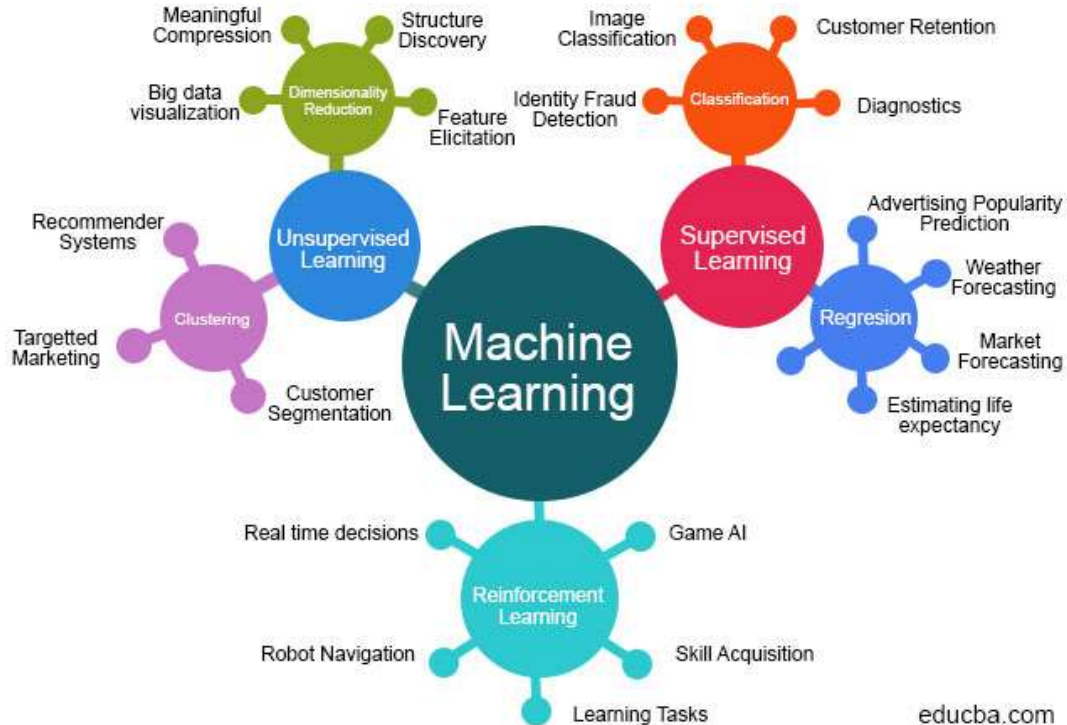 Meaningful
Compression
Structure
Discovery
Big data
visualization
Dimensionality
Reduction
Feature
Elicitation
Image
Classification
Customer Retention
Identity Fraud
Detection
Classification
Diagnostics
Recommender
Systems
Unsupervised
Learning
Clustering
Targetted
Marketing
Customer
Segmentation
Machine
Learning
Supervised
Learning
Advertising Popularity
Prediction
Weather
Forecasting
Regresion
Market
Forecasting
Estimating life
expectancy
Real time decisions
Game AI
Reinforcement
Learning
Robot Navigation
Skill Acquisition
Learning Tasks
educba.com